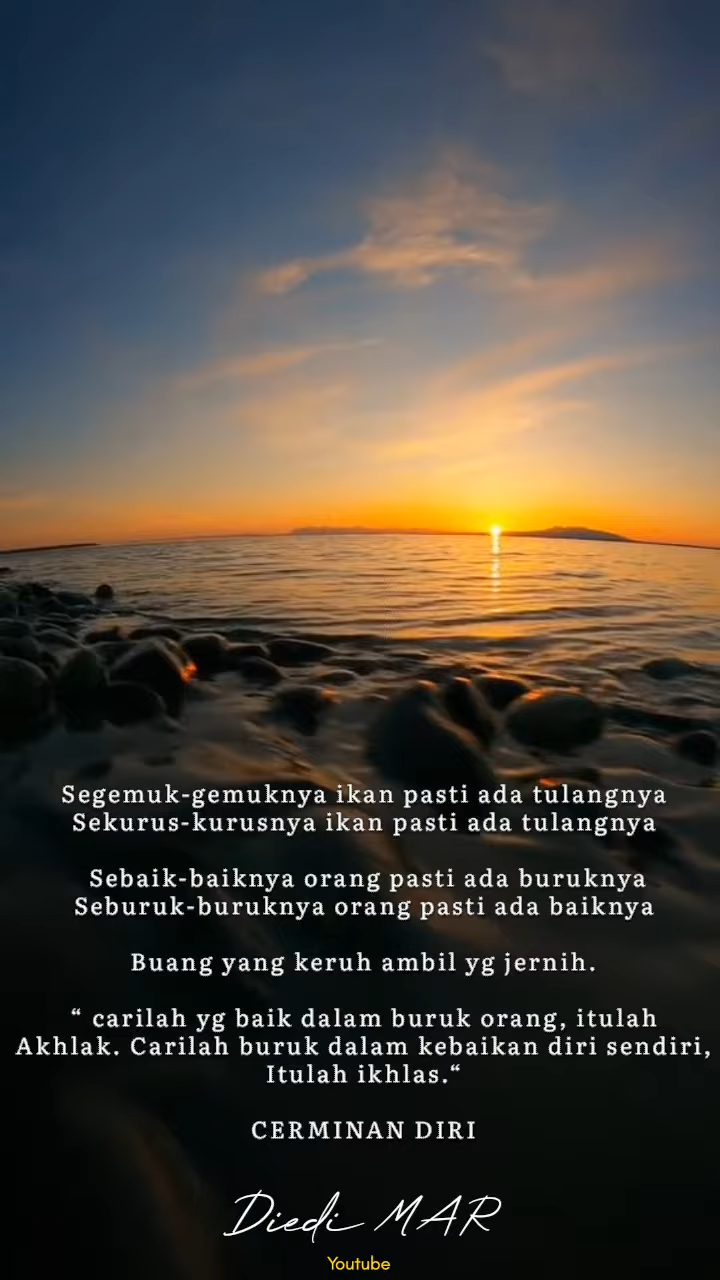 Segemuk-gemuknya ikan pasti ada tulangnya
Sekurus-kurusnya ikan pasti ada tulangnya
Sebaik-baiknya orang pasti ada buruknya
Seburuk-buruknya orang pasti ada baiknya
Buang yang keruh ambil yg jernih.
“ carilah yg baik dalam buruk orang, itulah
Akhlak. Carilah buruk dalam kebaikan diri sendiri,
Itulah ikhlas.“
CERMINAN DIRI
Diedi MAR
Youtube